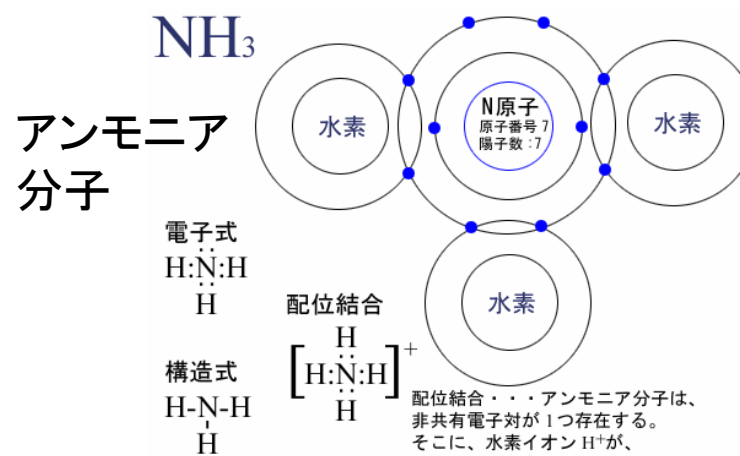 NH3
アンモニア
分子
N原子
原子番号 7
陽子数:7
水素
水素
水素
電子式
H:N:H
H
構造式
H-N-H
H
配位結合
H
[H:N:H]+
H
配位結合・・・アンモニア分子は、
非共有電子対が1つ存在する。
そこに、水素イオンH+が、